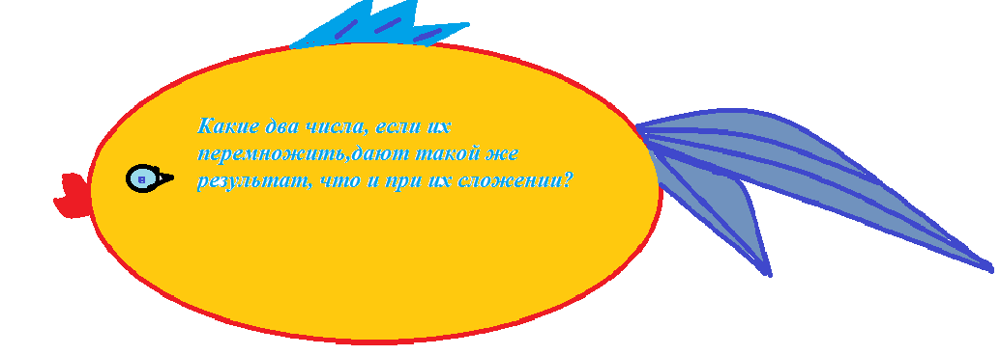 Какие два числа, если их
перемножить,дают такой же
результат, что и при их сложении?